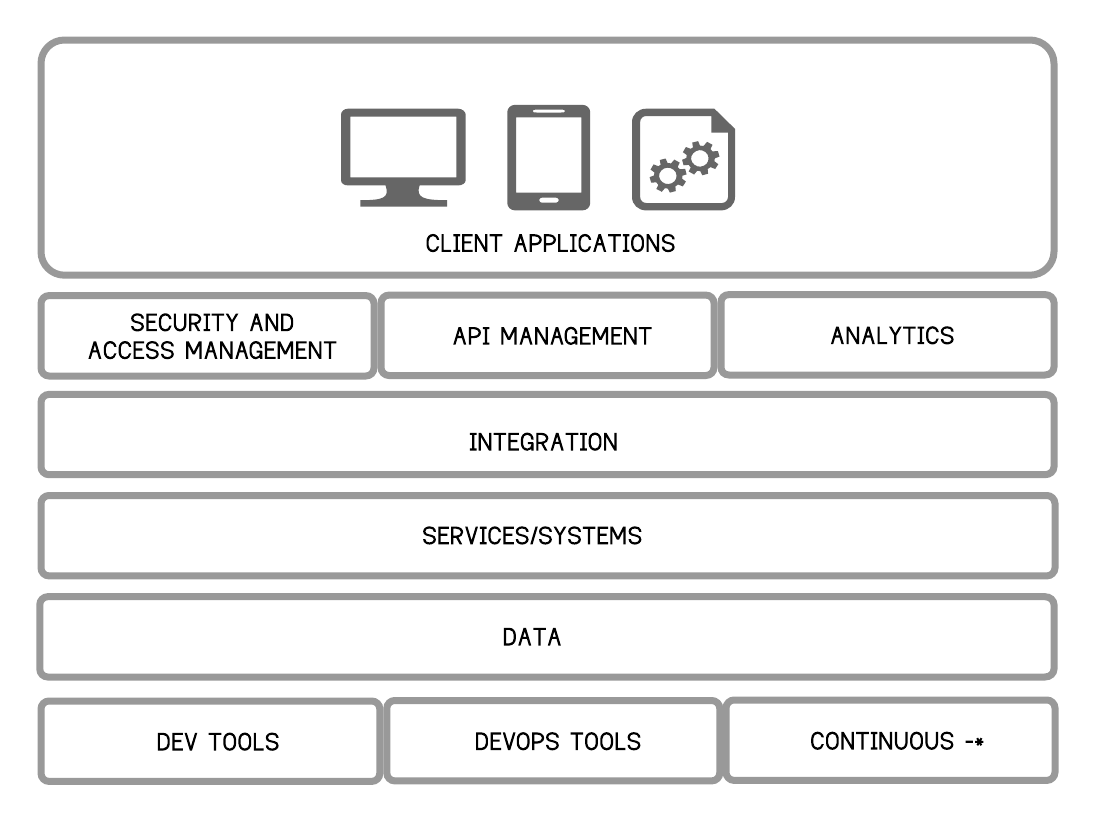 CLIENT APPLICATIONS
SECURITY AND
ACCESS MANAGEMENT
API MANAGEMENT
ANALYTICS
INTEGRATION
SERVICES/SYSTEMS
DATA
DEV TOOLS
DEVOPS TOOLS
CONTINUOUS -*